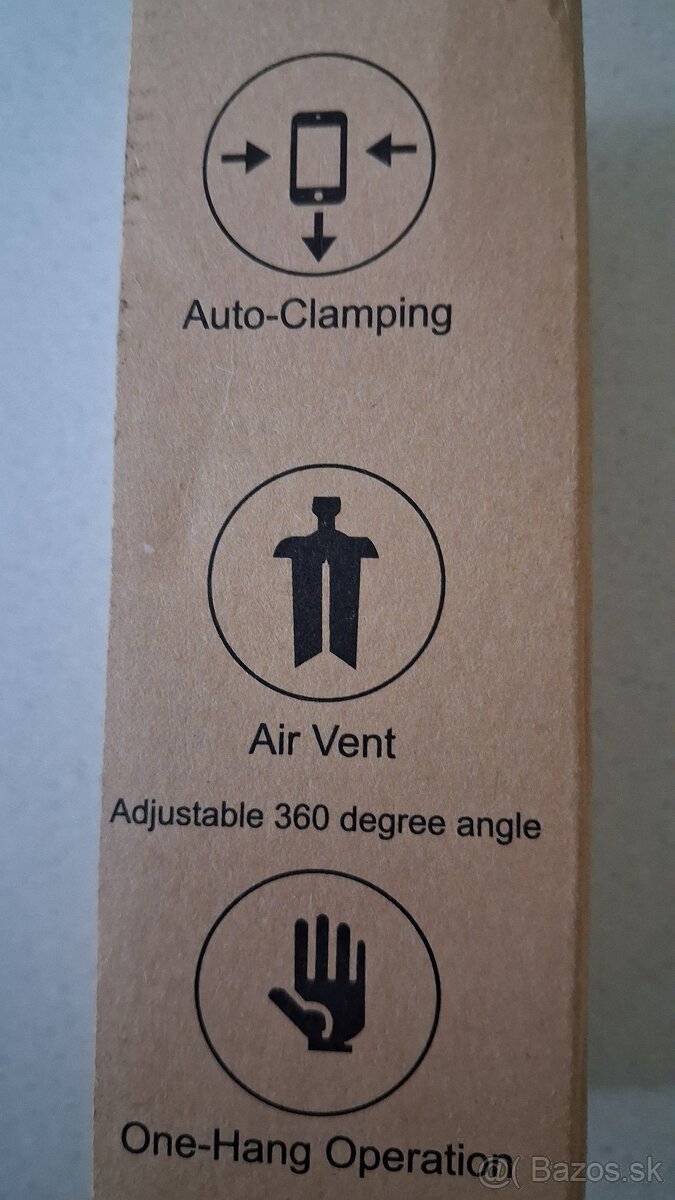 Auto-Clamping
Air Vent
Adjustable 360 degree angle
One-Hang Operation
@( Bazos.sk